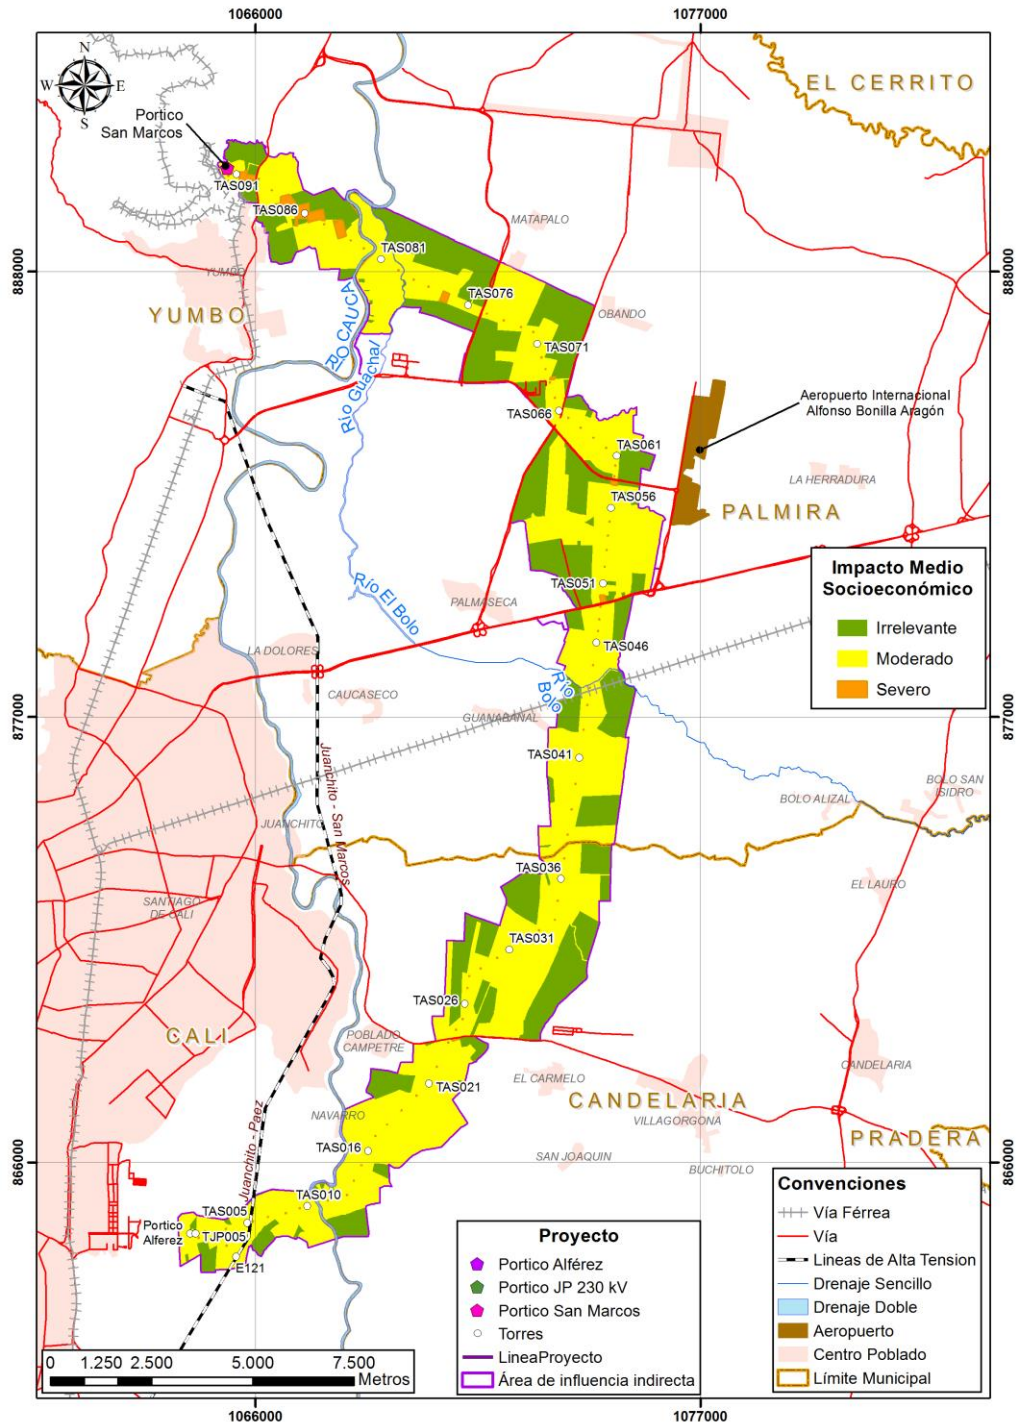 1066000
1077000
N
W
E
S
EL CERRITO
Portico
San Marcos
TAS091
TAS086
MATAPALO
TAS081
888000
888000
YUMBO
TAS076
RÍO CAUCA
YUMBO
OBANDO
TAS071
Río Guachal
Aeropuerto Internacional
Alfonso Bonilla Aragón
TAS066
TAS061
LA HERRADURA
TAS056
PALMIRA
Impacto Medio
Socioeconómico
Irrelevante
Moderado
Severo
TAS051
Río El Bolo
PALMASECA
TAS046
LA DOLORES
CAUCASECO
Río
Bolo
877000
877000
GUANABANAL
TAS041
Juanchito - San Marcos
BOLO SAN
ISIDRO
BOLO ALIZAL
JUANCHITO
TAS036
EL LAURO
SANTIAGO
DE CALI
TAS031
TAS026
CALI
POBLADO
CAMPETRE
CANDELARIA
EL CARMELO
TAS021
CANDELARIA
NAVARRO
VILLAGORGONA
PRADERA
TAS016
SAN JOAQUIN
BUCHITOLO
866000
866000
Juanchito - Paez
TAS010
TAS005
Portico
Alferez
TJP005
E121
Proyecto
Portico Alférez
Portico JP 230 kV
Portico San Marcos
Torres
LineaProyecto
Área de influencia indirecta
Convenciones
Vía Férrea
Vía
Lineas de Alta Tension
Drenaje Sencillo
Drenaje Doble
Aeropuerto
Centro Poblado
Límite Municipal
0 1.250 2.500 5.000 7.500
Metros
1066000
1077000